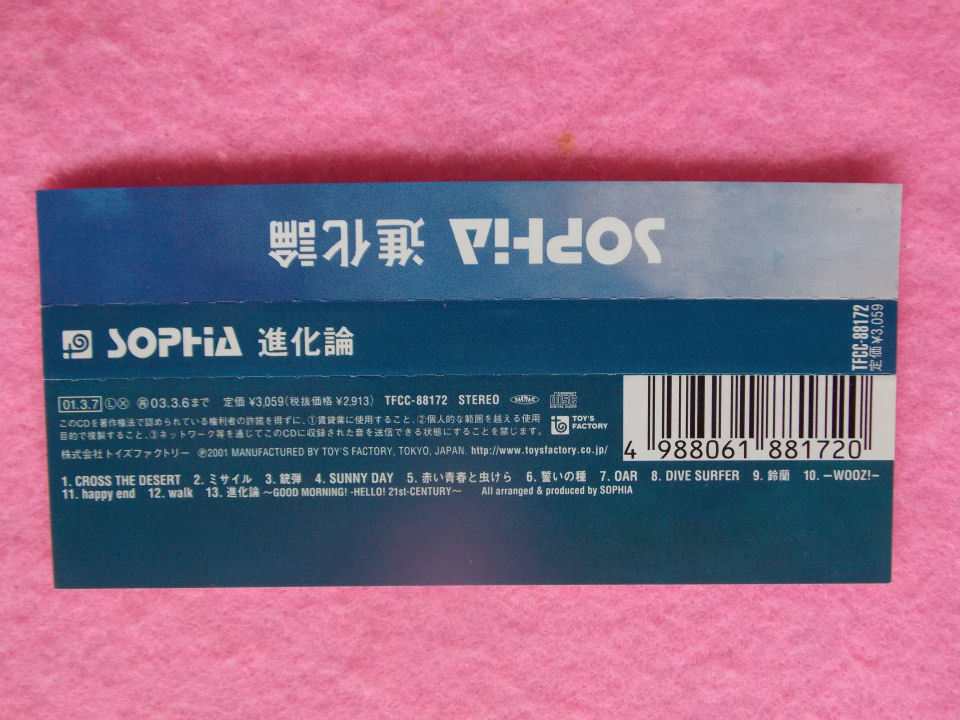 SOPHiA 進化論
SOPHiA 進化論
TFCC-88172
定価¥3,059
01.3.7 Ⓛ Ⓧ ㊢03.3.6まで 定価 ¥3,059(税抜価格 ¥2,913) TFCC-88172 STEREO COMPACT disc DIGITAL AUDIO
このCDを著作権法で認められている権利者の許諾を得ずに、①賃貸業に使用すること、②個人的な範囲を越える使用
目的で複製すること、③ネットワーク等を通じてこのCDに収録された音を送信できる状態にすることを禁じます。
TOY'S FACTORY
株式会社トイズファクトリー ℗2001 MANUFACTURED BY TOY'S FACTORY, TOKYO, JAPAN. http://www.toysfactory.co.jp/
4 988061 881720
1. CROSS THE DESERT 2. ミサイル 3. 銃弾 4. SUNNY DAY 5. 赤い青春と虫けら 6. 誓いの種 7. OAR 8. DIVE SURFER 9. 鈴蘭 10. −WOOZ!−
11. happy end 12. walk 13. 進化論 〜GOOD MORNING! -HELLO! 21st-CENTURY〜 All arranged & produced by SOPHIA